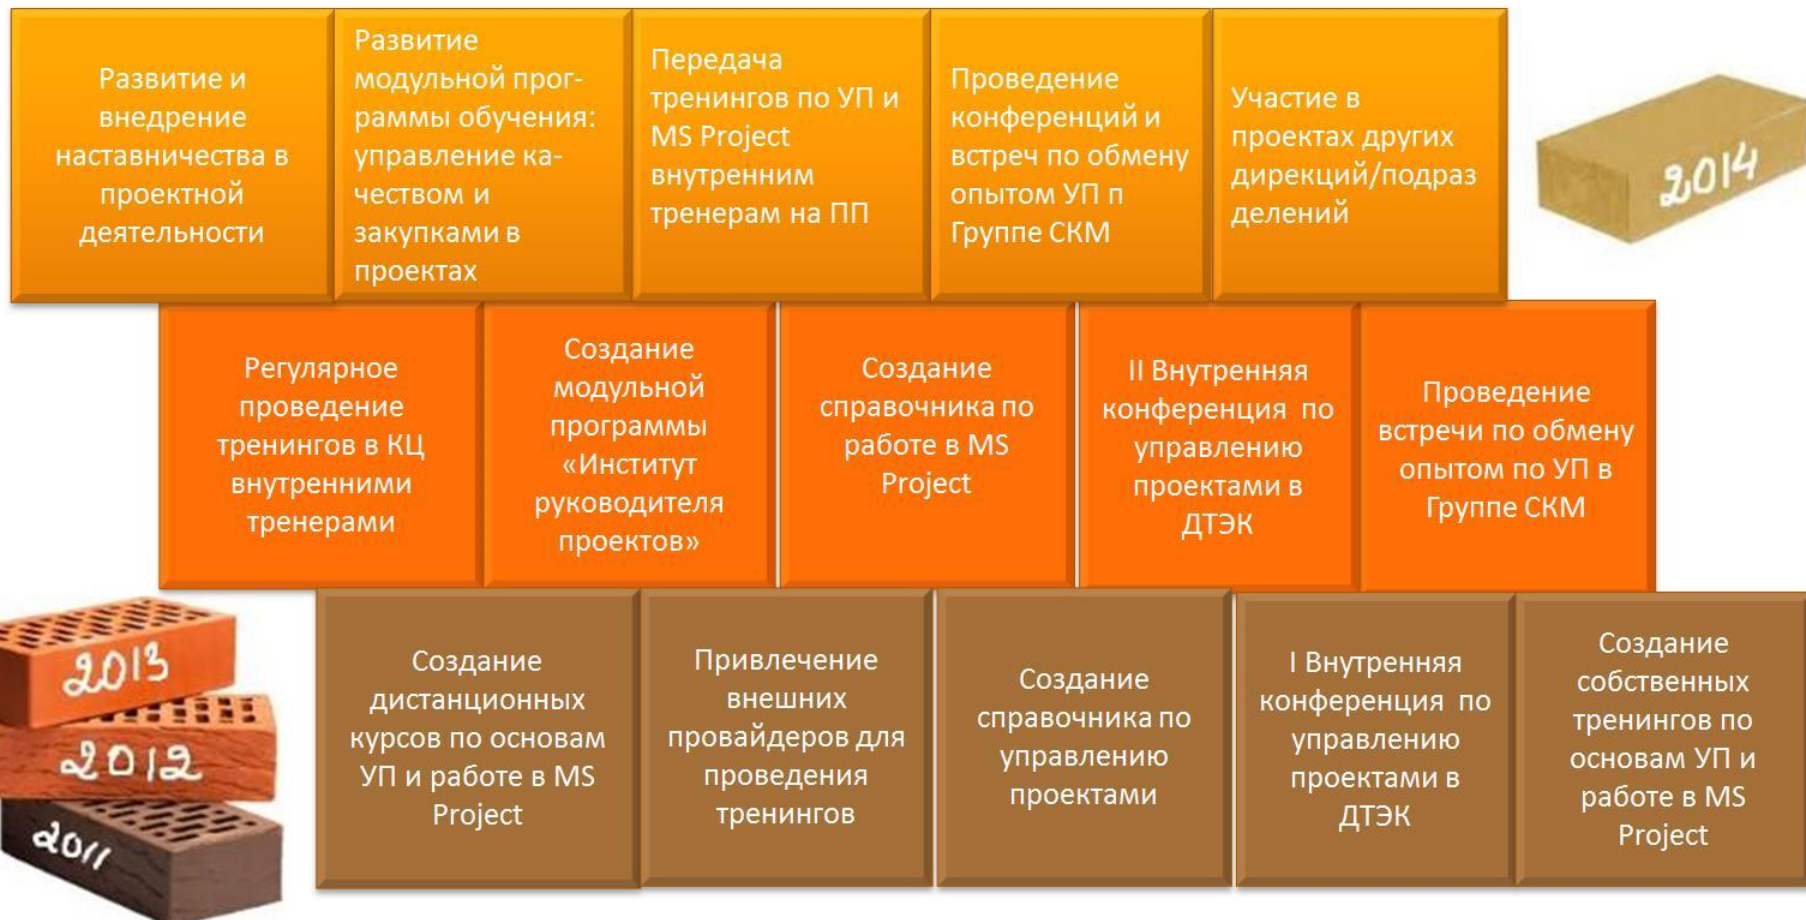 Развитие и
внедрение
наставничества в
проектной
деятельности
Развитие
модульной прог-
раммы обучения:
управление ка-
чеством и
закупками в
проектах
Передача
тренингов по УП и
MS Project
внутренним
тренерам на ПП
Проведение
конференций и
встреч по обмену
опытом УП п
Группе СКМ
Участие в
проектах других
дирекций/подраз
делений
2014
Регулярное
проведение
тренингов в КЦ
внутренними
тренерами
Создание
модульной
программы
«Институт
руководителя
проектов»
Создание
справочника по
работе в MS
Project
II Внутренняя
конференция по
управлению
проектами в
ДТЭК
Проведение
встречи по обмену
опытом по УП в
Группе СКМ
2013
2012
2011
Создание
дистанционных
курсов по основам
УП и работе в MS
Project
Привлечение
внешних
провайдеров для
проведения
тренингов
Создание
справочника по
управлению
проектами
I Внутренняя
конференция по
управлению
проектами в
ДТЭК
Создание
собственных
тренингов по
основам УП и
работе в MS
Project